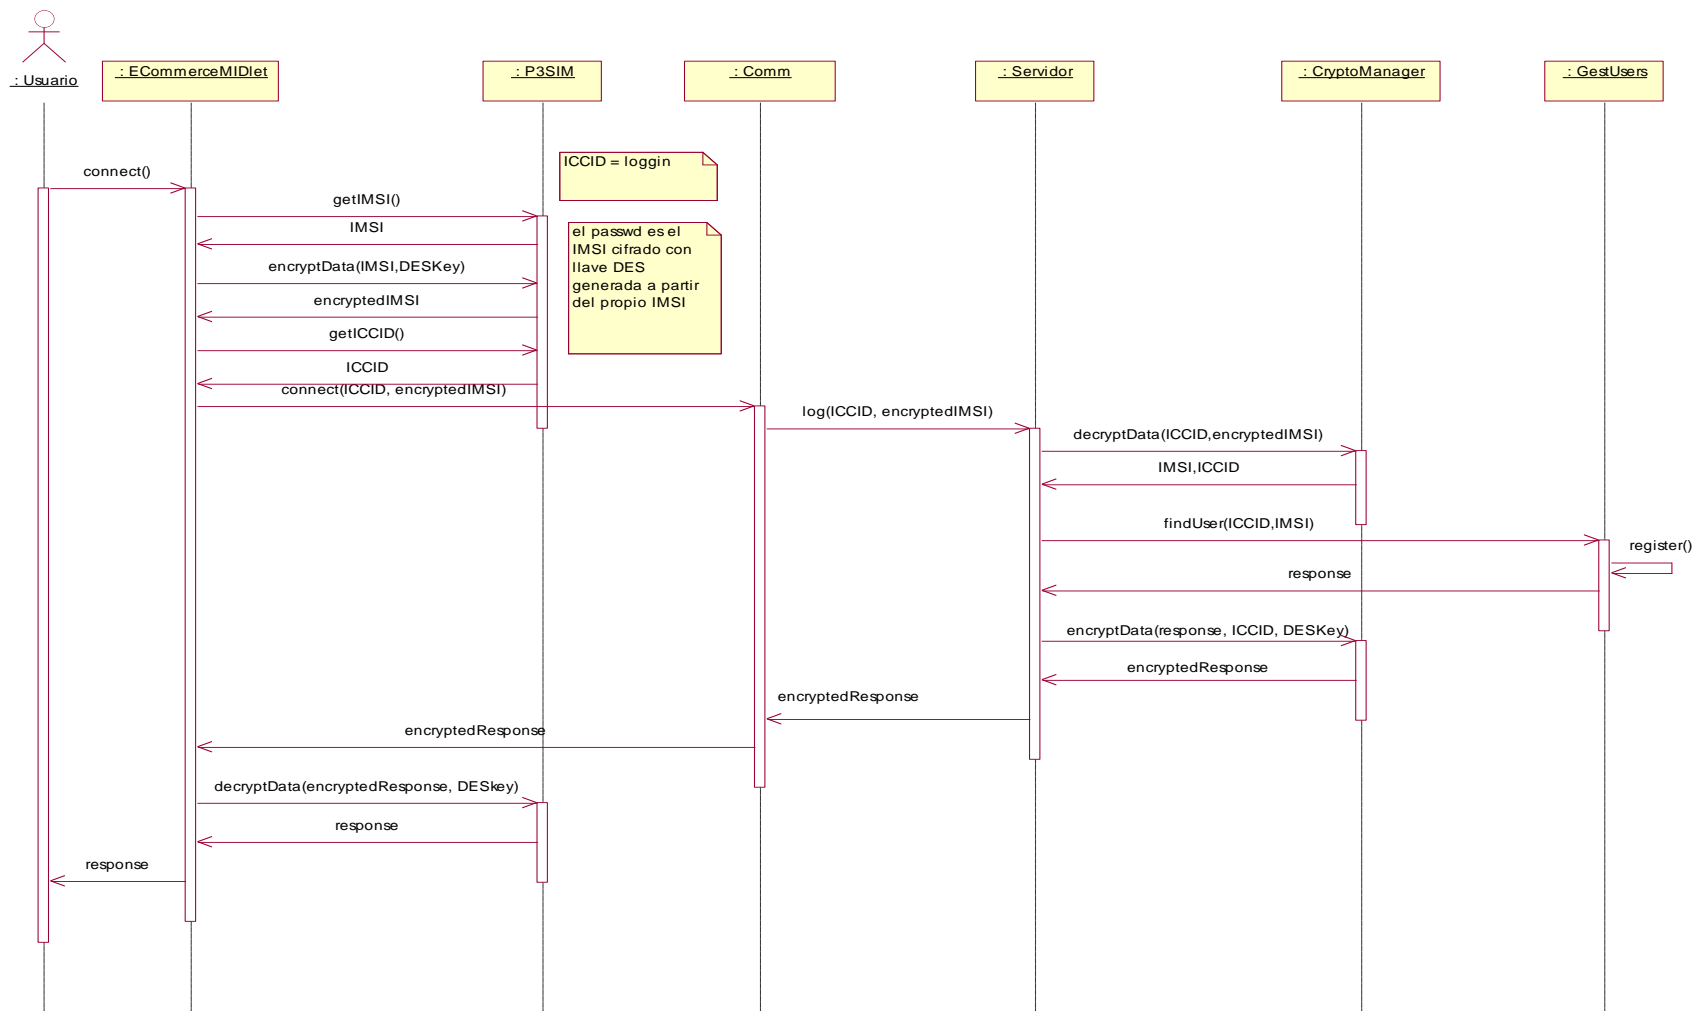 : Usuario
: ECommerceMIDlet
: P3SIM
: Comm
: Servidor
: CryptoManager
: GestUsers
ICCID = loggin
connect()
getIMSI()
IMSI
el passwd es el
IMSI cifrado con
llave DES
generada a partir
del propio IMSI
encryptData(IMSI,DESKey)
encryptedIMSI
getICCID()
ICCID
connect(ICCID, encryptedIMSI)
log(ICCID, encryptedIMSI)
decryptData(ICCID,encryptedIMSI)
IMSI,ICCID
findUser(ICCID,IMSI)
register()
response
encryptData(response, ICCID, DESKey)
encryptedResponse
encryptedResponse
encryptedResponse
decryptData(encryptedResponse, DESkey)
response
response